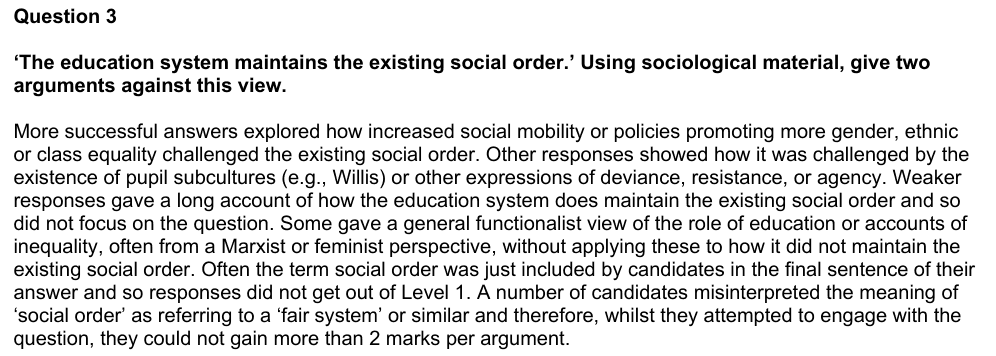 Question 3
‘The education system maintains the existing social order.’ Using sociological material, give two
arguments against this view.
More successful answers explored how increased social mobility or policies promoting more gender, ethnic
or class equality challenged the existing social order. Other responses showed how it was challenged by the
existence of pupil subcultures (e.g., Willis) or other expressions of deviance, resistance, or agency. Weaker
responses gave a long account of how the education system does maintain the existing social order and so
did not focus on the question. Some gave a general functionalist view of the role of education or accounts of
inequality, often from a Marxist or feminist perspective, without applying these to how it did not maintain the
existing social order. Often the term social order was just included by candidates in the final sentence of their
answer and so responses did not get out of Level 1. A number of candidates misinterpreted the meaning of
‘social order’ as referring to a ‘fair system’ or similar and therefore, whilst they attempted to engage with the
question, they could not gain more than 2 marks per argument.